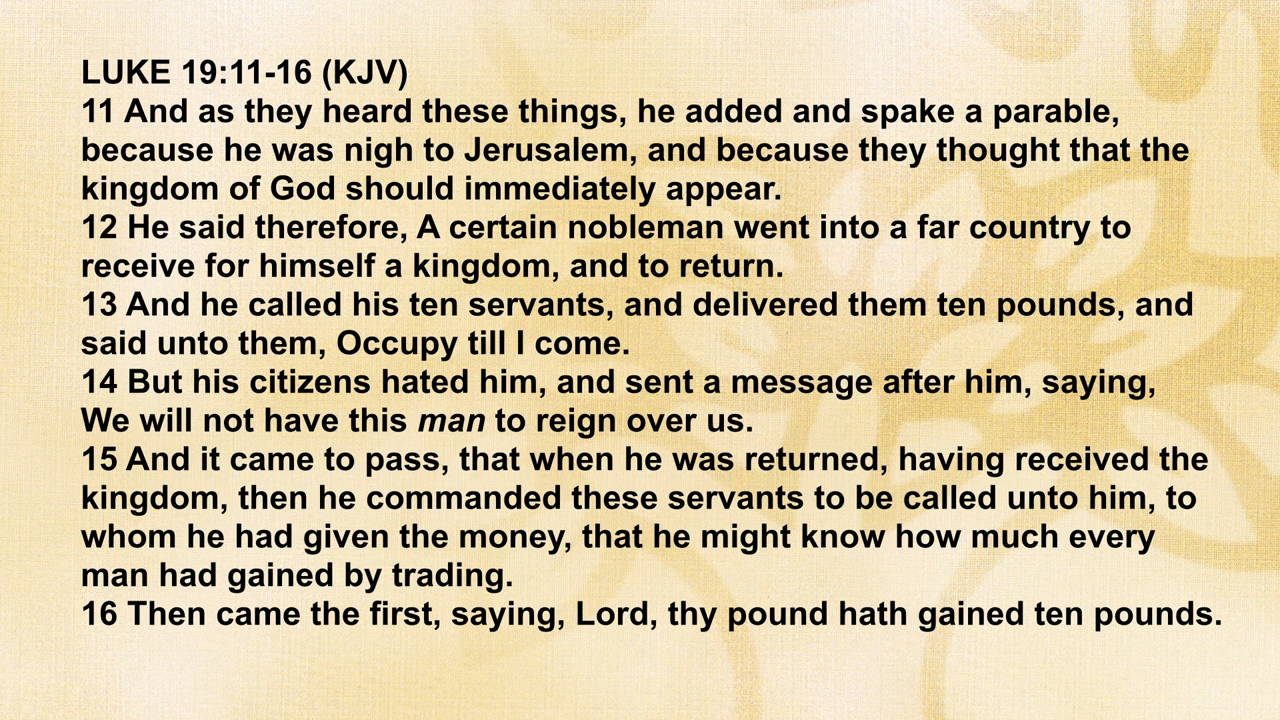 LUKE 19:11-16 (KJV)
11 And as they heard these things, he added and spake a parable,
because he was nigh to Jerusalem, and because they thought that the
kingdom of God should immediately appear.
12 He said therefore, A certain nobleman went into a far country to
receive for himself a kingdom, and to return.
13 And he called his ten servants, and delivered them ten pounds, and
said unto them, Occupy till I come.
14 But his citizens hated him, and sent a message after him, saying,
We will not have this man to reign over us.
15 And it came to pass, that when he was returned, having received the
kingdom, then he commanded these servants to be called unto him, to
whom he had given the money, that he might know how much every
man had gained by trading.
16 Then came the first, saying, Lord, thy pound hath gained ten pounds.